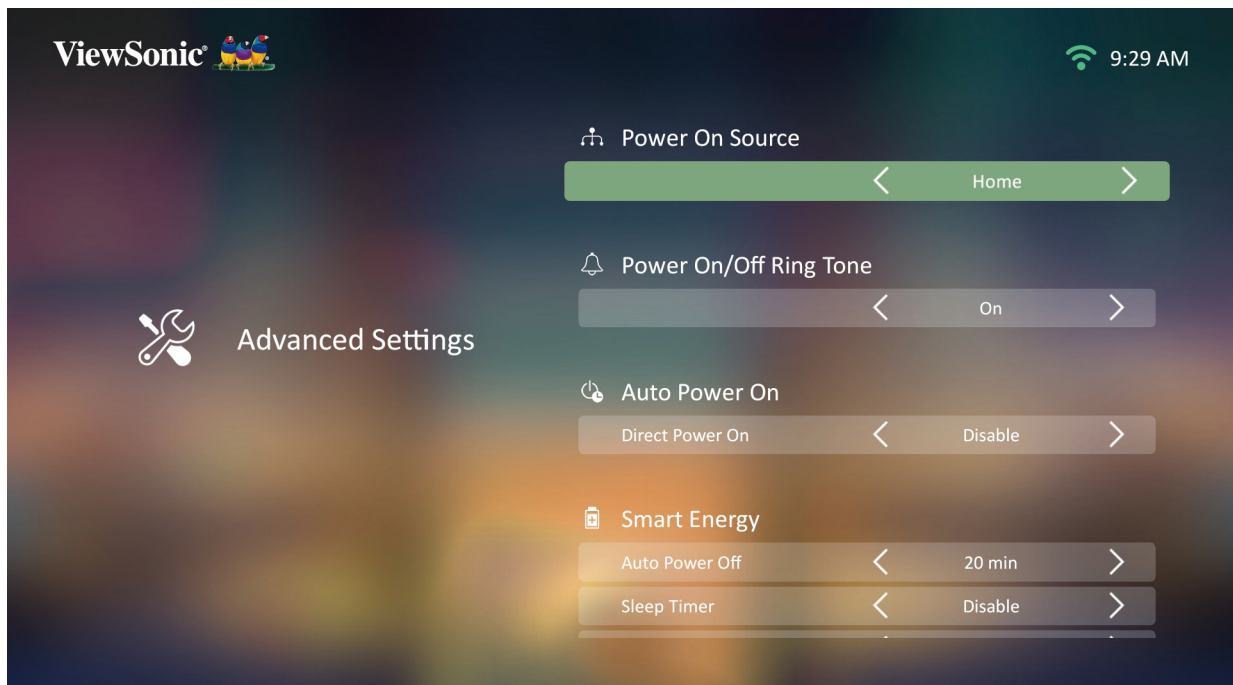 ViewSonic®
9:29 AM
Power On Source
Home
Power On/Off Ring Tone
On
Advanced Settings
Auto Power On
Direct Power On Disable
Smart Energy
Auto Power Off 20 min
Sleep Timer Disable